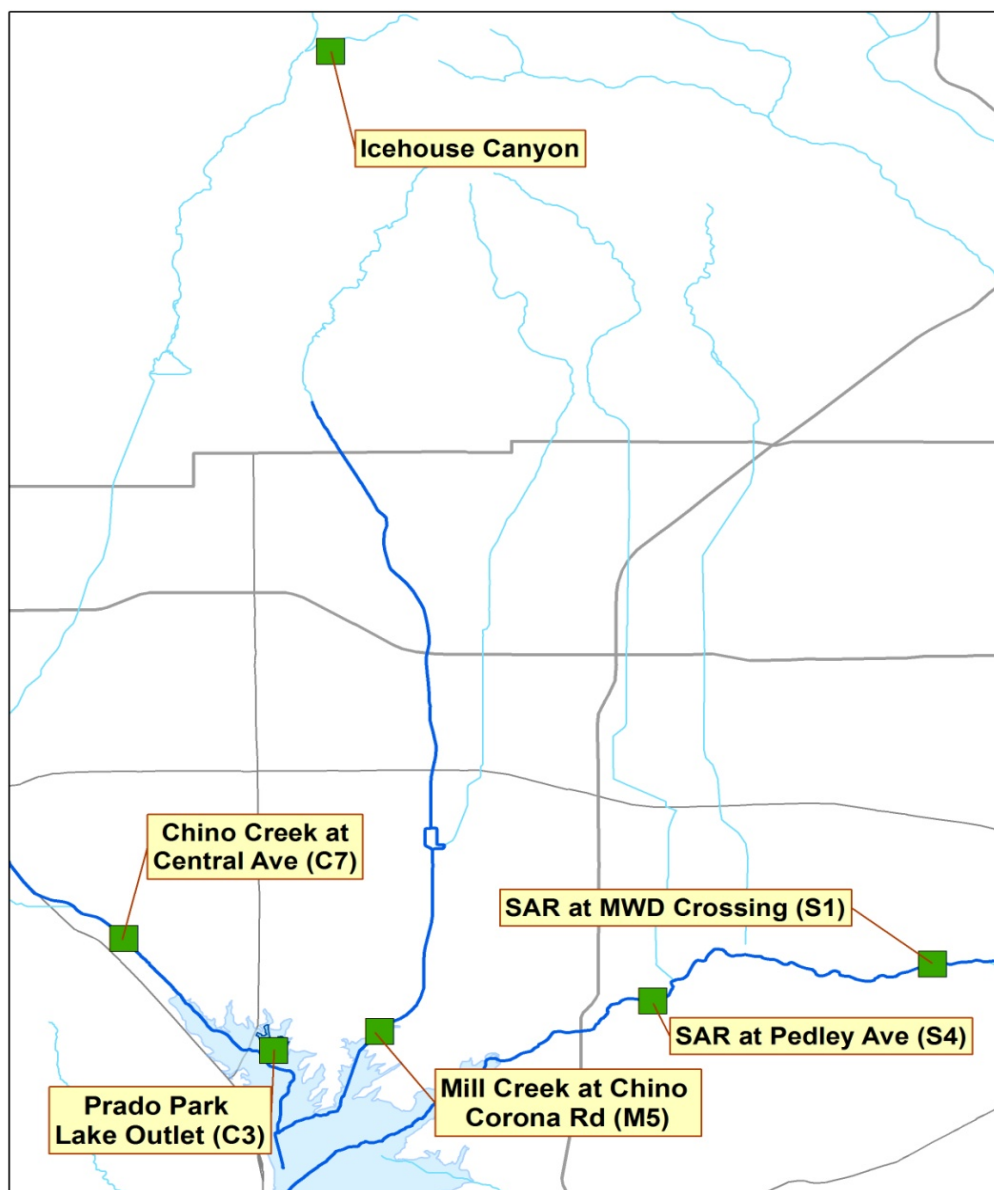 Icehouse Canyon
Chino Creek at
Central Ave (C7)
SAR at MWD Crossing (S1)
SAR at Pedley Ave (S4)
Prado Park
Lake Outlet (C3)
Mill Creek at Chino
Corona Rd (M5)